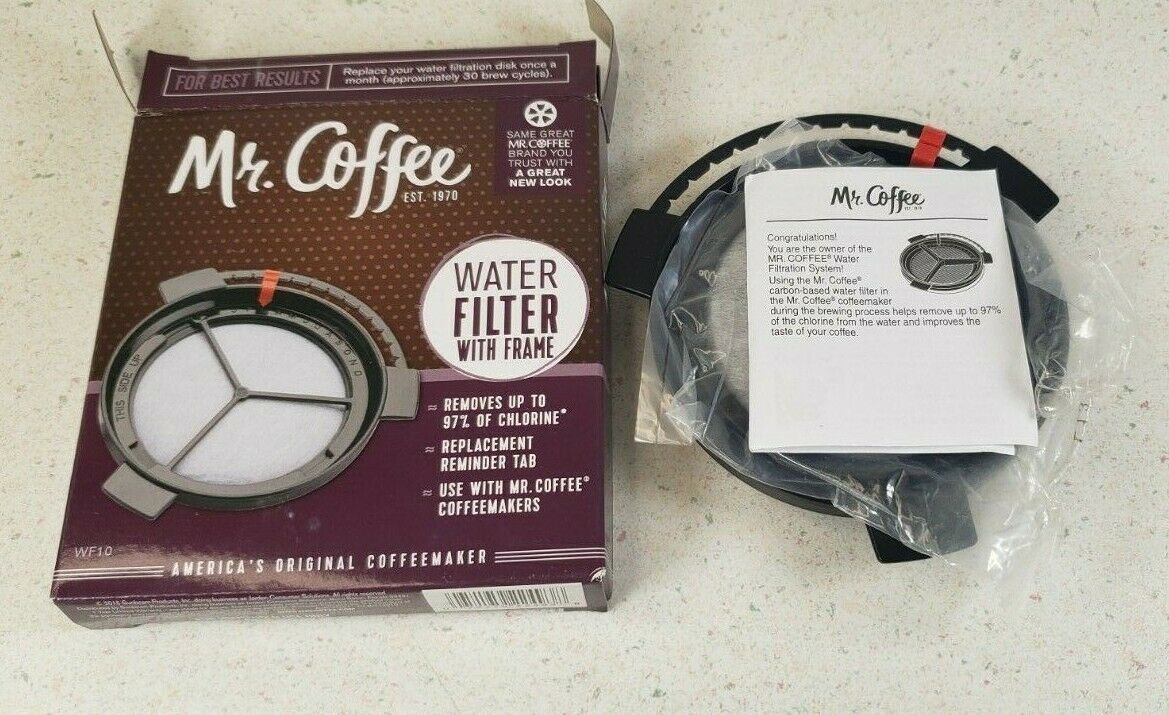 FOR BEST RESULTS
Replace your water filtration disk once a
month (approximately 30 brew cycles).
SAME GREAT
MR. COFFEE®
BRAND YOU
TRUST WITH
A GREAT
NEW LOOK
Mr. Coffee®
EST. 1970
WATER
FILTER
WITH FRAME
THIS SIDE UP
J F M A M J J A S O N D
REMOVES UP TO
97% OF CHLORINE*
REPLACEMENT
REMINDER TAB
USE WITH MR. COFFEE®
COFFEEMAKERS
WF10
AMERICA'S ORIGINAL COFFEEMAKER
Mr. Coffee
EST. 1970
Congratulations!
You are the owner of the
MR. COFFEE® Water
Filtration System!
Using the Mr. Coffee®
carbon-based water filter in
the Mr. Coffee® coffeemaker
during the brewing process helps remove up to 97%
of the chlorine from the water and improves the
taste of your coffee.